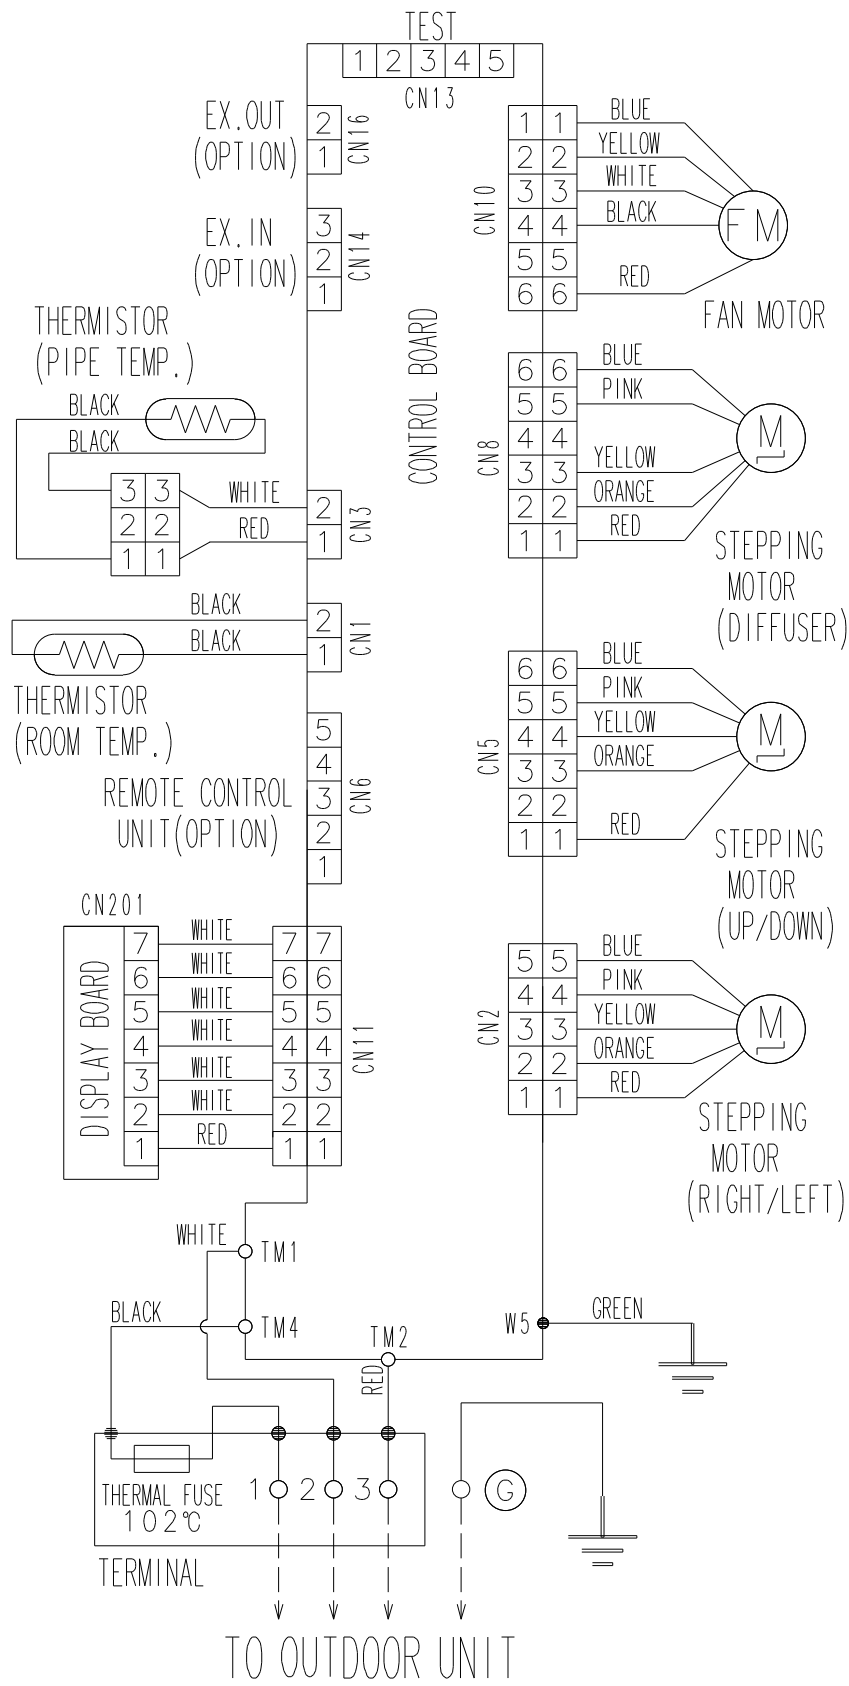 TEST
1 2 3 4 5
CN13
EX.OUT
(OPTION)
2
1
CN16
EX.IN
(OPTION)
3
2
1
CN14
CONTROL BOARD
THERMISTOR
(PIPE TEMP.)
BLACK
BLACK
3 3
2 2
1 1
WHITE
RED
2
1
CN3
BLACK
BLACK
2
1
CN1
THERMISTOR
(ROOM TEMP.)
REMOTE CONTROL
UNIT(OPTION)
5
4
3
2
1
CN6
CN201
DISPLAY BOARD
7 WHITE 7 7
6 WHITE 6 6
5 WHITE 5 5
4 WHITE 4 4
3 WHITE 3 3
2 WHITE 2 2
1 RED 1 1
CN11
CN10
1 1 BLUE
2 2 YELLOW
3 3 WHITE
4 4 BLACK
5 5
6 6 RED
FM
FAN MOTOR
CN8
6 6 BLUE
5 5 PINK
4 4
3 3 YELLOW
2 2 ORANGE
1 1 RED
M
STEPPING
MOTOR
(DIFFUSER)
CN5
6 6 BLUE
5 5 PINK
4 4 YELLOW
3 3 ORANGE
2 2
1 1 RED
M
STEPPING
MOTOR
(UP/DOWN)
CN2
5 5 BLUE
4 4 PINK
3 3 YELLOW
2 2 ORANGE
1 1 RED
M
STEPPING
MOTOR
(RIGHT/LEFT)
WHITE
TM1
BLACK
TM4
TM2
RED
W5
GREEN
THERMAL FUSE
102℃
1 2 3
G
TERMINAL
TO OUTDOOR UNIT